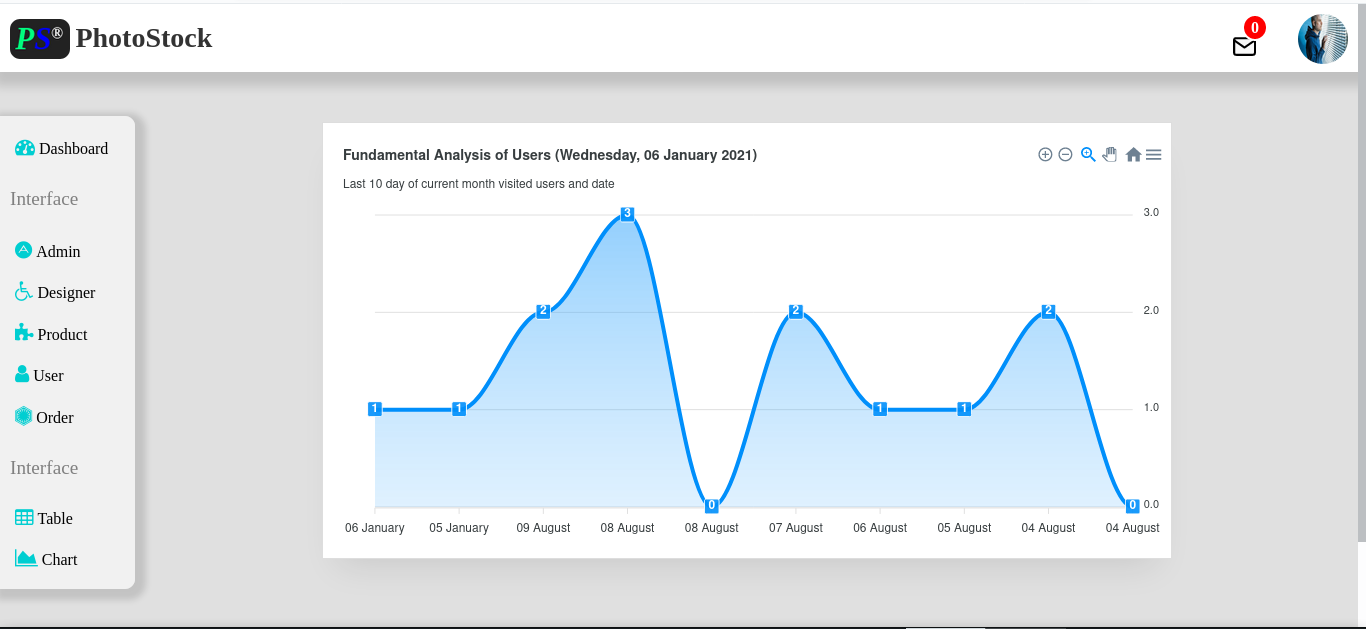 PS® PhotoStock
0
Dashboard
Interface
Admin
Designer
Product
User
Order
Interface
Table
Chart
Fundamental Analysis of Users (Wednesday, 06 January 2021)
Last 10 day of current month visited users and date
3.0
2.0
1.0
0.0
1 1 2 3 0 2 1 1 2 0
06 January 05 January 09 August 08 August 08 August 07 August 06 August 05 August 04 August 04 August